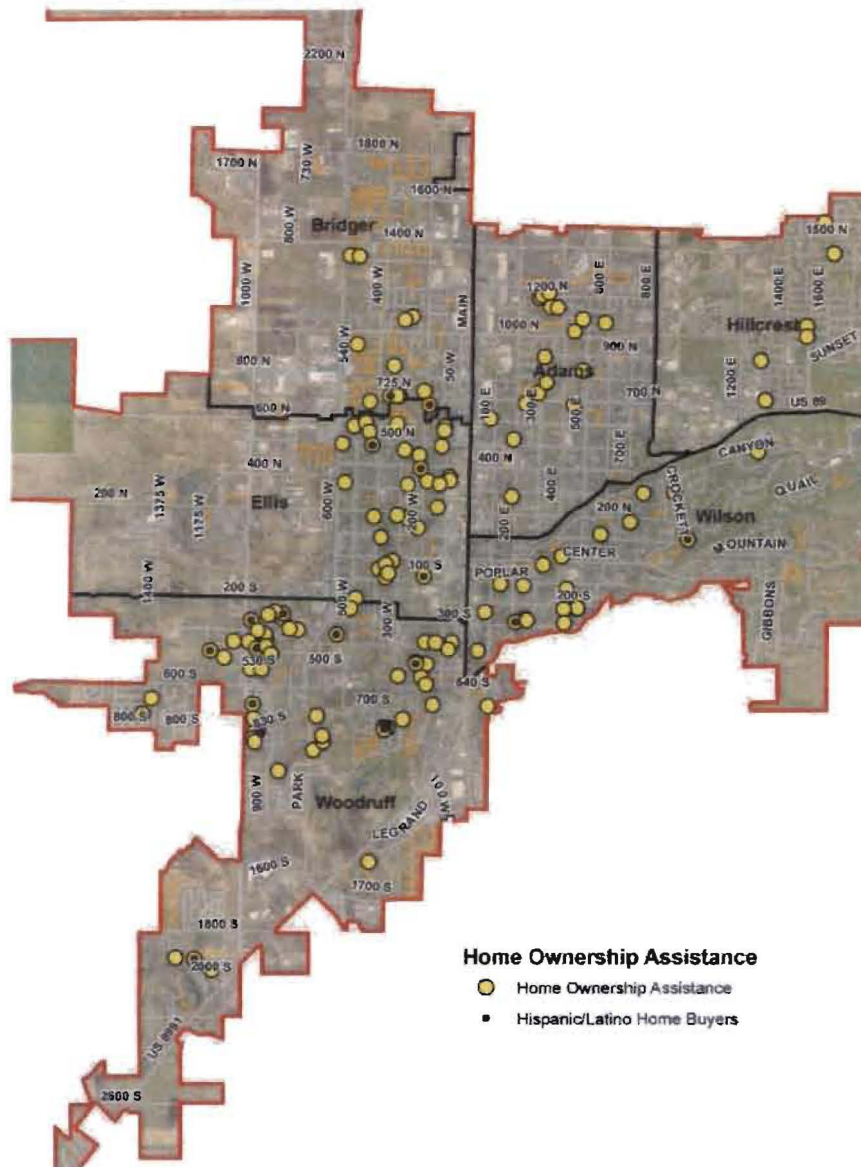 2200 N
1800 N
1700 N
730 W
1600 N
800 W
Bridger
1400 N
1500 N
1000 W
400 W
MAIN
1200 N
600 E
800 E
1400 E
1600 E
1000 N
Hillcrest
540 W
900 N
SUNSET
800 N
50 W
Adams
1200 E
725 N
700 N
US 89
600 N
100 E
300 E
500 E
500 N
CANYON
400 N
400 N
700 E
200 N
1375 W
1175 W
Ellis
600 W
200 W
400 E
QUAIL
200 E
200 N
CROCKETT
Wilson
MOUNTAIN
CENTER
100 S
POPLAR
1400 W
200 S
500 W
200 S
300 W
300 S
GIBBONS
530 S
500 S
600 S
640 S
700 S
800 S
800 S
830 S
900 W
PARK
Woodruff
100 W
LEGRAND
1600 S
1700 S
1800 S
2000 S
US 8991
2600 S
Home Ownership Assistance
Home Ownership Assistance
Hispanic/Latino Home Buyers